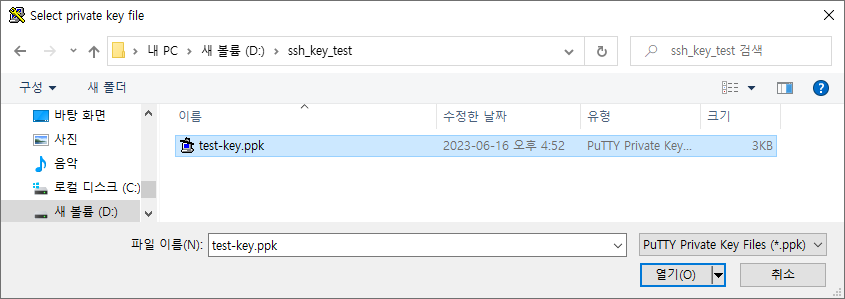 Select private key file
내 PC > 새 볼륨 (D:) > ssh_key_test
ssh_key_test 검색
구성 새 폴더
이름 수정한 날짜 유형 크기
바탕 화면
사진
음악
로컬 디스크 (C:)
새 볼륨 (D:)
test-key.ppk 2023-06-16 오후 4:52 PuTTY Private Key... 3KB
파일 이름(N): test-key.ppk PuTTY Private Key Files (*.ppk)
열기(O) 취소